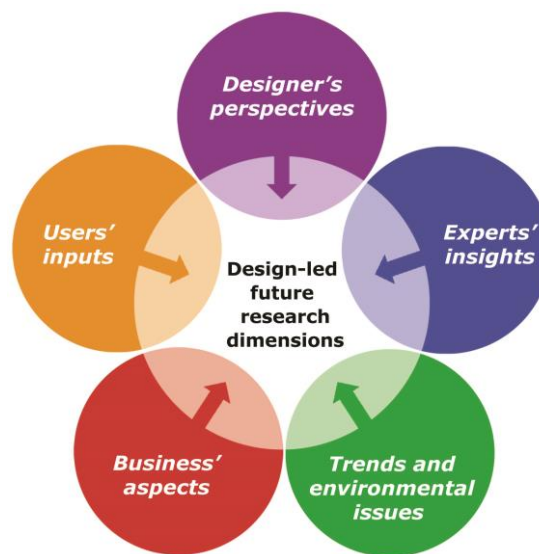 Designer's
perspectives
Users'
inputs
Experts'
insights
Design-led
future
research
dimensions
Business'
aspects
Trends and
environmental
issues